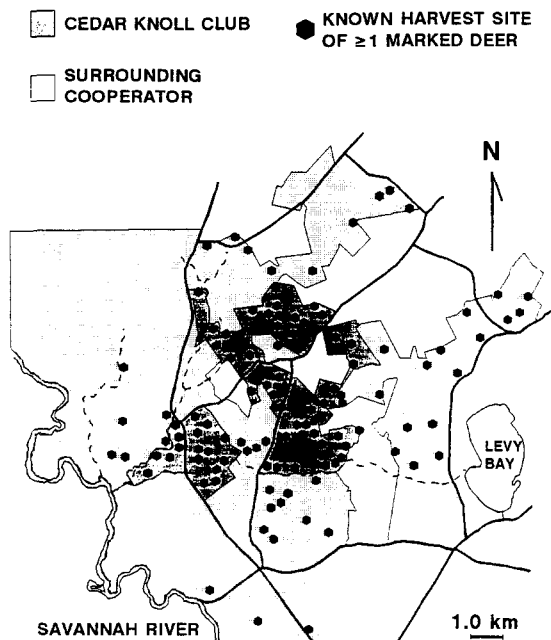 CEDAR KNOLL CLUB
KNOWN HARVEST SITE
OF ≥1 MARKED DEER
SURROUNDING
COOPERATOR
N
LEVY
BAY
SAVANNAH RIVER
1.0 km